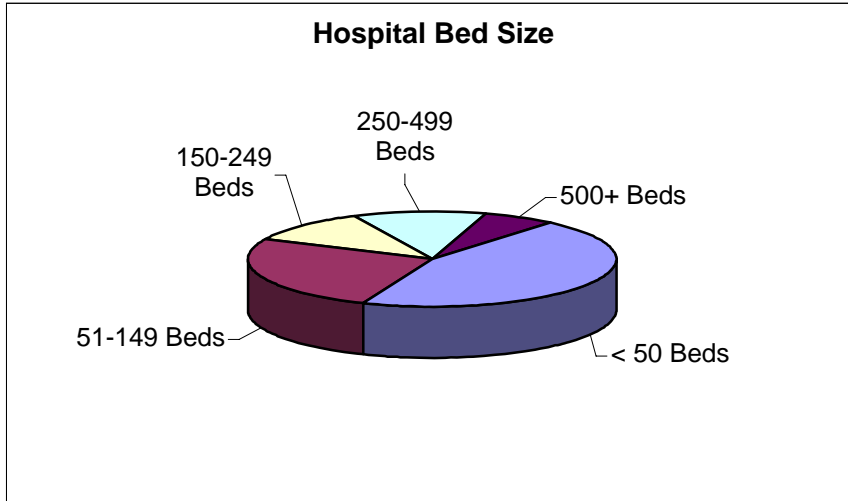 Hospital Bed Size
250-499
Beds
150-249
Beds
500+ Beds
51-149 Beds
< 50 Beds